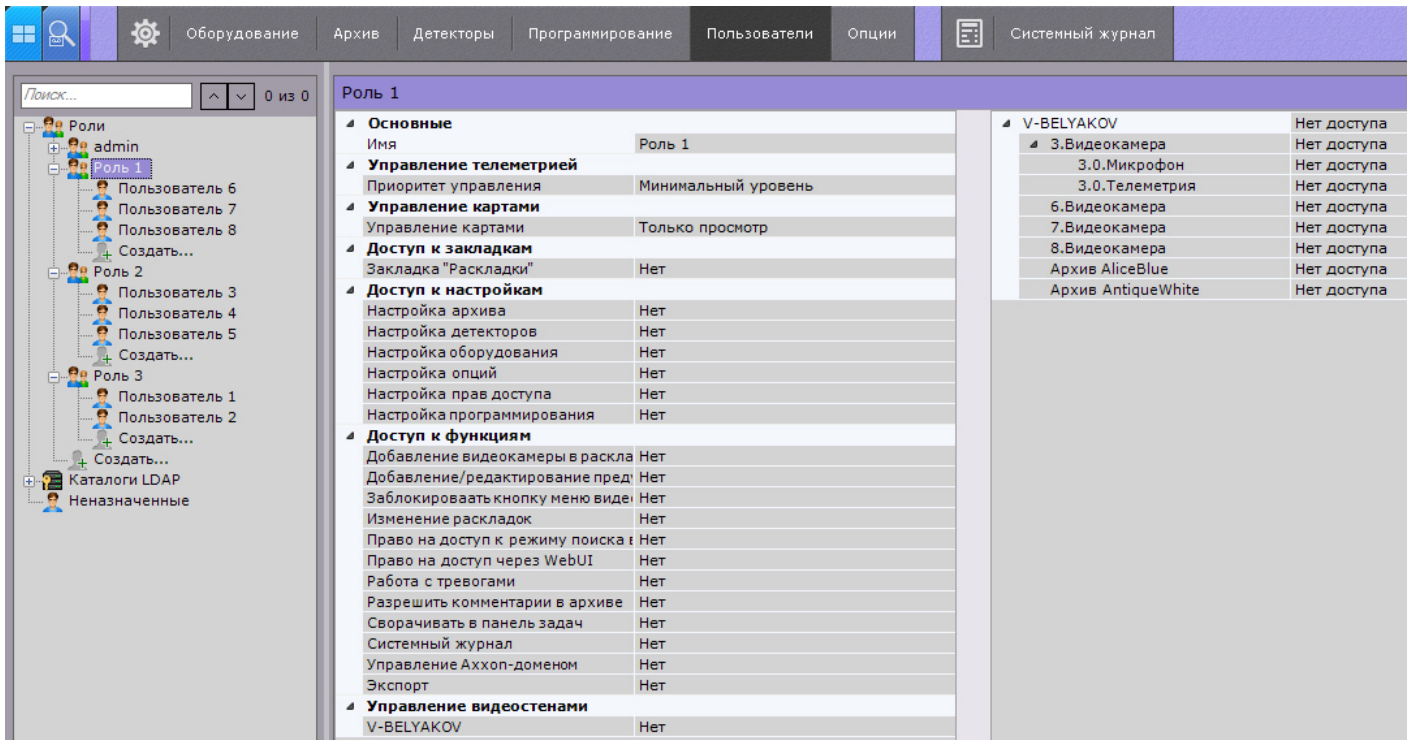 Оборудование Архив Детекторы Программирование Пользователи Опции Системный журнал
Поиск... 0 из 0
Роли
admin
Роль 1
Пользователь 6
Пользователь 7
Пользователь 8
Создать...
Роль 2
Пользователь 3
Пользователь 4
Пользователь 5
Создать...
Роль 3
Пользователь 1
Пользователь 2
Создать...
Создать...
Каталоги LDAP
Неназначенные
Роль 1
Основные
Имя Роль 1
Управление телеметрией
Приоритет управления Минимальный уровень
Управление картами
Управление картами Только просмотр
Доступ к закладкам
Закладка "Раскладки" Нет
Доступ к настройкам
Настройка архива Нет
Настройка детекторов Нет
Настройка оборудования Нет
Настройка опций Нет
Настройка прав доступа Нет
Настройка программирования Нет
Доступ к функциям
Добавление видеокамеры в раскла Нет
Добавление/редактирование пред Нет
Заблокироваать кнопку меню виде Нет
Изменение раскладок Нет
Право на доступ к режиму поиска в Нет
Право на доступ через WebUI Нет
Работа с тревогами Нет
Разрешить комментарии в архиве Нет
Сворачивать в панель задач Нет
Системный журнал Нет
Управление Axxon-доменом Нет
Экспорт Нет
Управление видеостенами
V-BELYAKOV Нет
V-BELYAKOV Нет доступа
3.Видеокамера Нет доступа
3.0.Микрофон Нет доступа
3.0.Телеметрия Нет доступа
6.Видеокамера Нет доступа
7.Видеокамера Нет доступа
8.Видеокамера Нет доступа
Архив AliceBlue Нет доступа
Архив AntiqueWhite Нет доступа